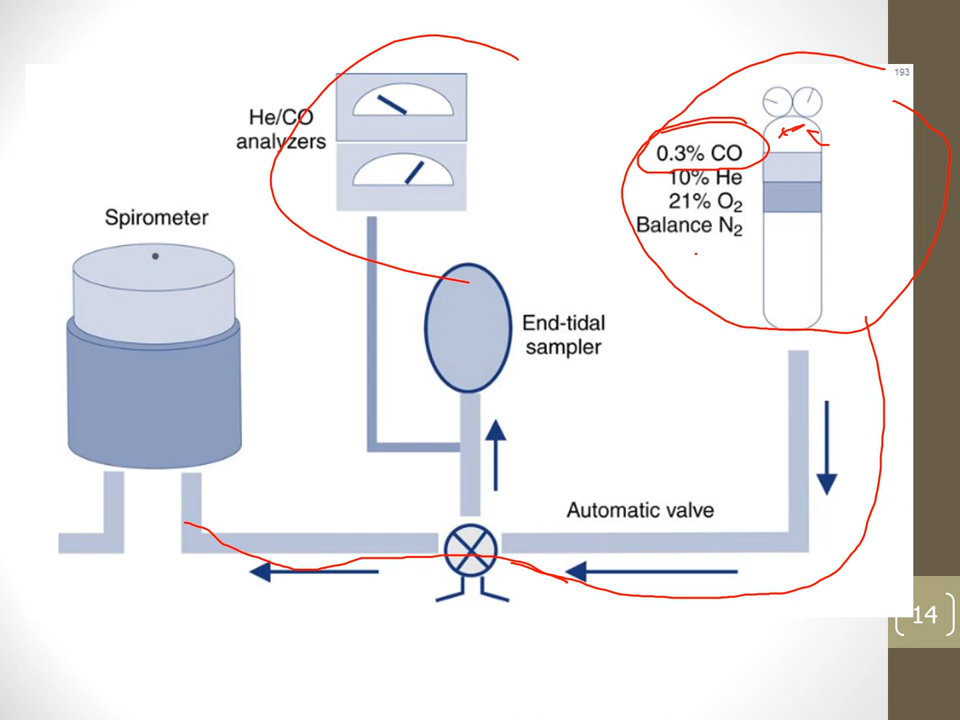 193
He/CO
analyzers
0.3% CO
10% He
21% O₂
Balance N₂
Spirometer
End-tidal
sampler
Automatic valve
14